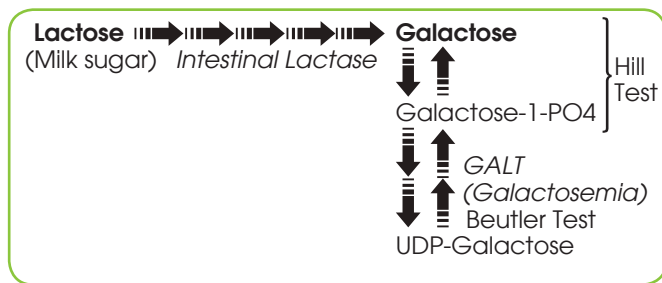 Lactose Galactose
(Milk sugar) Intestinal Lactase
Hill
Test
Galactose-1-PO4
GALT
(Galactosemia)
Beutler Test
UDP-Galactose